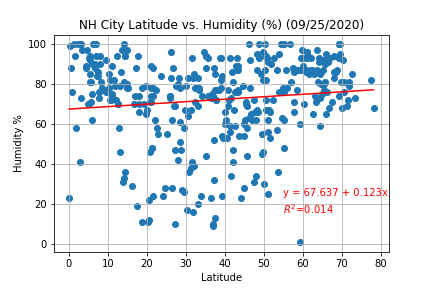 NH City Latitude vs. Humidity (%) (09/25/2020)
100
80
60
40
20
0
Humidity %
y = 67.637 + 0.123x
R²=0.014
0 10 20 30 40 50 60 70 80
Latitude